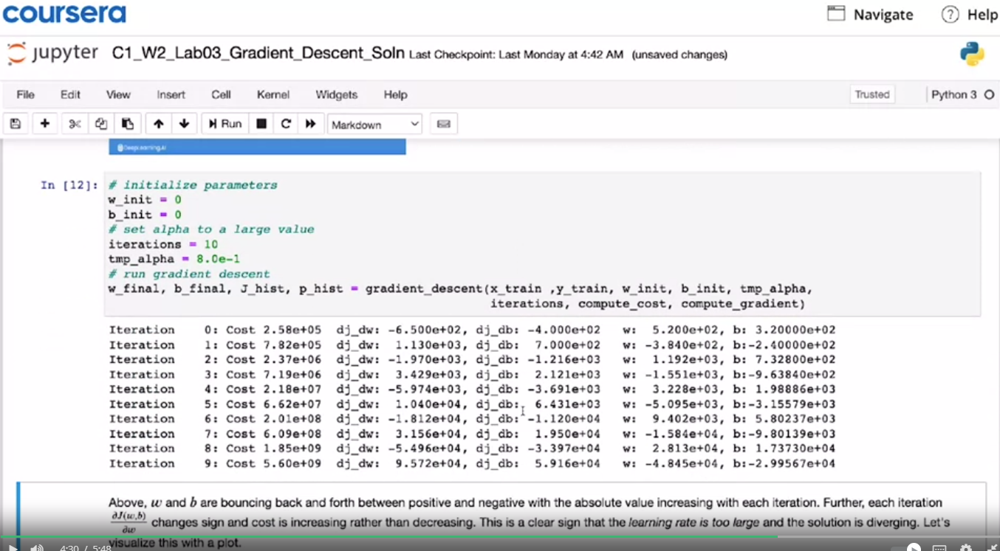 coursera
Navigate
Help
jupyter C1_W2_Lab03_Gradient_Descent_Soln Last Checkpoint: Last Monday at 4:42 AM (unsaved changes)
File Edit View Insert Cell Kernel Widgets Help Trusted Python 3
Run Markdown
DeepLearning.AI
In [12]: # initialize parameters
w_init = 0
b_init = 0
# set alpha to a large value
iterations = 10
tmp_alpha = 8.0e-1
# run gradient descent
w_final, b_final, J_hist, p_hist = gradient_descent(x_train ,y_train, w_init, b_init, tmp_alpha,
iterations, compute_cost, compute_gradient)
Iteration 0: Cost 2.58e+05 dj_dw: -6.500e+02, dj_db: -4.000e+02 w: 5.200e+02, b: 3.20000e+02
Iteration 1: Cost 7.82e+05 dj_dw: 1.130e+03, dj_db: 7.000e+02 w: -3.840e+02, b:-2.40000e+02
Iteration 2: Cost 2.37e+06 dj_dw: -1.970e+03, dj_db: -1.216e+03 w: 1.192e+03, b: 7.32800e+02
Iteration 3: Cost 7.19e+06 dj_dw: 3.429e+03, dj_db: 2.121e+03 w: -1.551e+03, b:-9.63840e+02
Iteration 4: Cost 2.18e+07 dj_dw: -5.974e+03, dj_db: -3.691e+03 w: 3.228e+03, b: 1.98886e+03
Iteration 5: Cost 6.62e+07 dj_dw: 1.040e+04, dj_db: 6.431e+03 w: -5.095e+03, b:-3.15579e+03
Iteration 6: Cost 2.01e+08 dj_dw: -1.812e+04, dj_db: -1.120e+04 w: 9.402e+03, b: 5.80237e+03
Iteration 7: Cost 6.09e+08 dj_dw: 3.156e+04, dj_db: 1.950e+04 w: -1.584e+04, b:-9.80139e+03
Iteration 8: Cost 1.85e+09 dj_dw: -5.496e+04, dj_db: -3.397e+04 w: 2.813e+04, b: 1.73730e+04
Iteration 9: Cost 5.60e+09 dj_dw: 9.572e+04, dj_db: 5.916e+04 w: -4.845e+04, b:-2.99567e+04
Above, w and b are bouncing back and forth between positive and negative with the absolute value increasing with each iteration. Further, each iteration
∂J(w,b)/∂w changes sign and cost is increasing rather than decreasing. This is a clear sign that the learning rate is too large and the solution is diverging. Let's
visualize this with a plot.
4:30 / 5:48